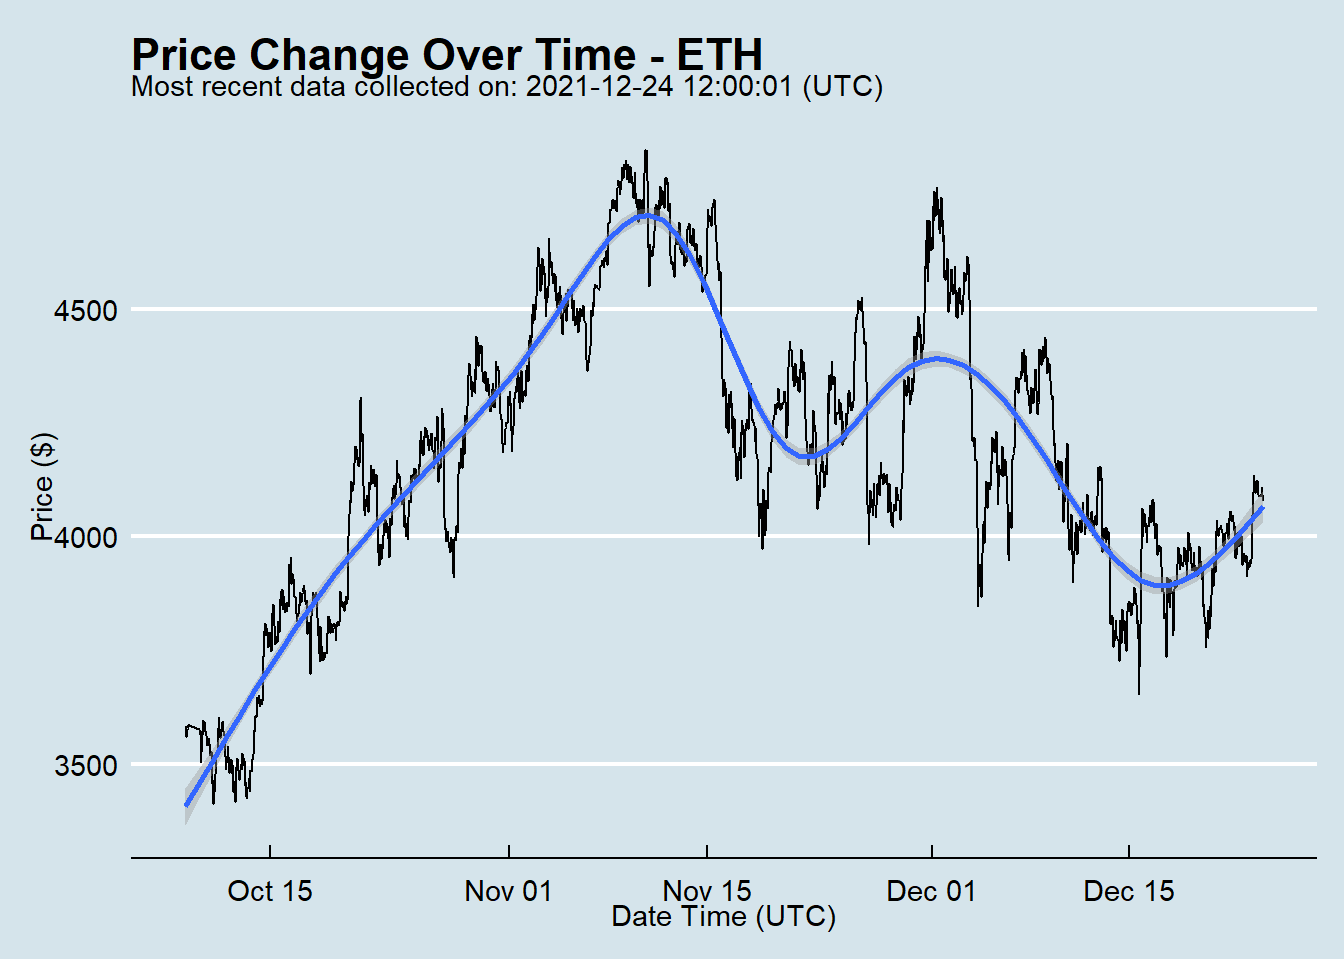 Price Change Over Time - ETH
Most recent data collected on: 2021-12-24 12:00:01 (UTC)
Price ($)
4500
4000
3500
Oct 15
Nov 01
Nov 15
Dec 01
Dec 15
Date Time (UTC)